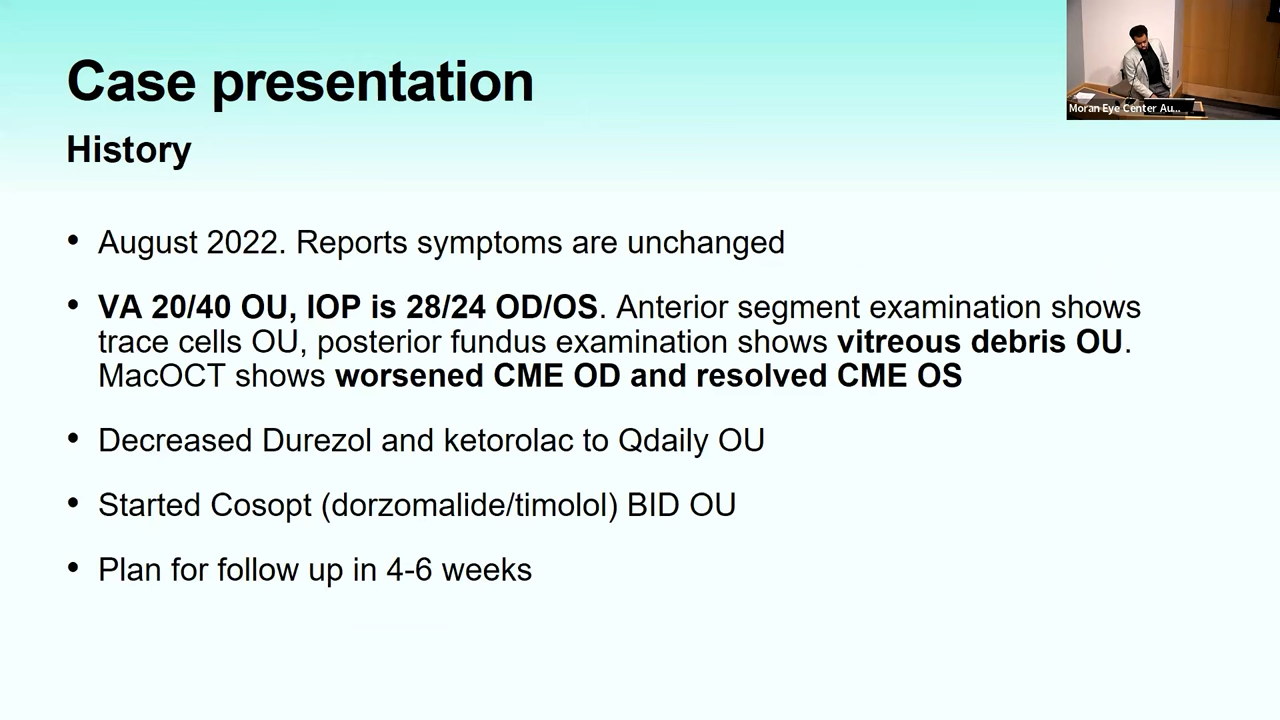 Case presentation
Moran Eye Center Au...
History
• August 2022. Reports symptoms are unchanged
• VA 20/40 OU, IOP is 28/24 OD/OS. Anterior segment examination shows
trace cells OU, posterior fundus examination shows vitreous debris OU.
MacOCT shows worsened CME OD and resolved CME OS
• Decreased Durezol and ketorolac to Qdaily OU
• Started Cosopt (dorzomalide/timolol) BID OU
• Plan for follow up in 4-6 weeks